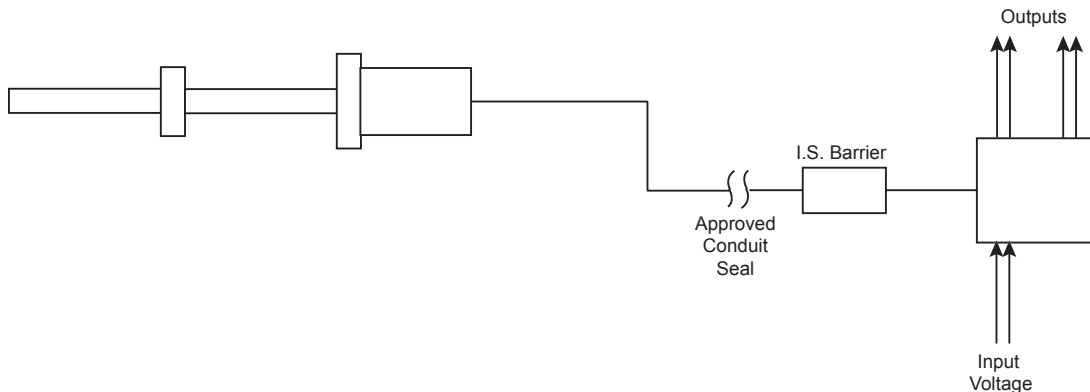 Outputs
I.S. Barrier
Approved
Conduit
Seal
Input
Voltage